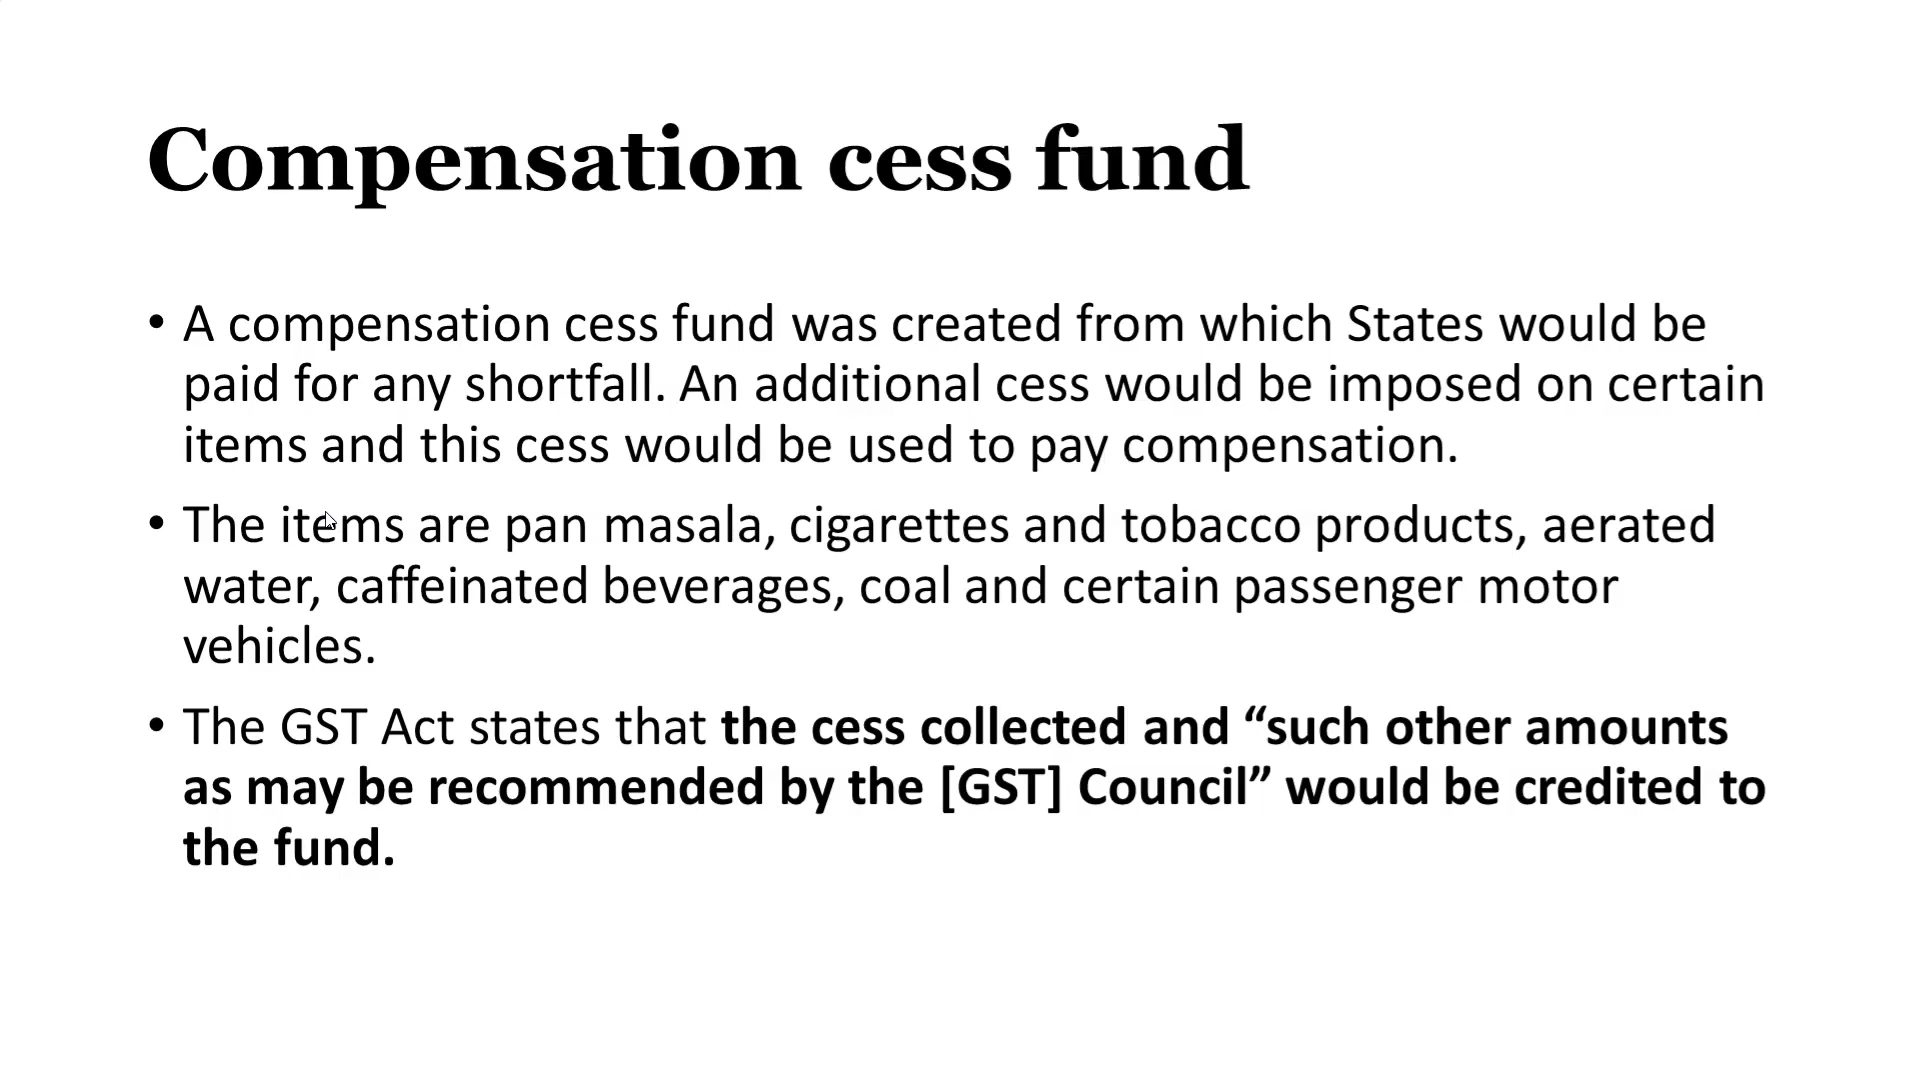 Compensation cess fund
• A compensation cess fund was created from which States would be
paid for any shortfall. An additional cess would be imposed on certain
items and this cess would be used to pay compensation.
• The items are pan masala, cigarettes and tobacco products, aerated
water, caffeinated beverages, coal and certain passenger motor
vehicles.
• The GST Act states that the cess collected and “such other amounts
as may be recommended by the [GST] Council” would be credited to
the fund.